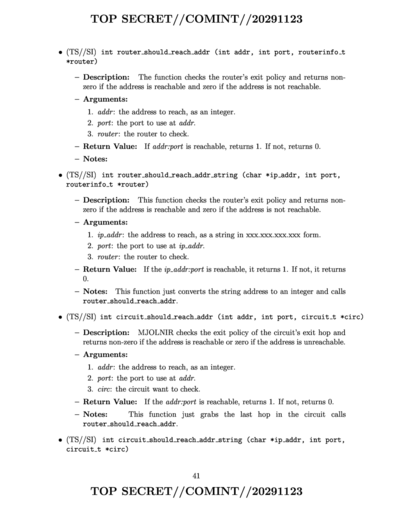 TOP SECRET//COMINT//20291123
• (TS//SI) int router_should_reach_addr (int addr, int port, routerinfo_t
*router)
– Description: The function checks the router's exit policy and returns non-
zero if the address is reachable and zero if the address is not reachable.
– Arguments:
1. addr: the address to reach, as an integer.
2. port: the port to use at addr.
3. router: the router to check.
– Return Value: If addr:port is reachable, returns 1. If not, returns 0.
– Notes:
• (TS//SI) int router_should_reach_addr_string (char *ip_addr, int port,
routerinfo_t *router)
– Description: This function checks the router's exit policy and returns non-
zero if the address is reachable and zero if the address is not reachable.
– Arguments:
1. ip_addr: the address to reach, as a string in xxx.xxx.xxx.xxx form.
2. port: the port to use at ip_addr.
3. router: the router to check.
– Return Value: If the ip_addr:port is reachable, it returns 1. If not, it returns
0.
– Notes: This function just converts the string address to an integer and calls
router_should_reach_addr.
• (TS//SI) int circuit_should_reach_addr (int addr, int port, circuit_t *circ)
– Description: MJOLNIR checks the exit policy of the circuit's exit hop and
returns non-zero if the address is reachable or zero if the address is unreachable.
– Arguments:
1. addr: the address to reach, as an integer.
2. port: the port to use at addr.
3. circ: the circuit want to check.
– Return Value: If the addr:port is reachable, returns 1. If not, returns 0.
– Notes: This function just grabs the last hop in the circuit calls
router_should_reach_addr.
• (TS//SI) int circuit_should_reach_addr_string (char *ip_addr, int port,
circuit_t *circ)
41
TOP SECRET//COMINT//20291123